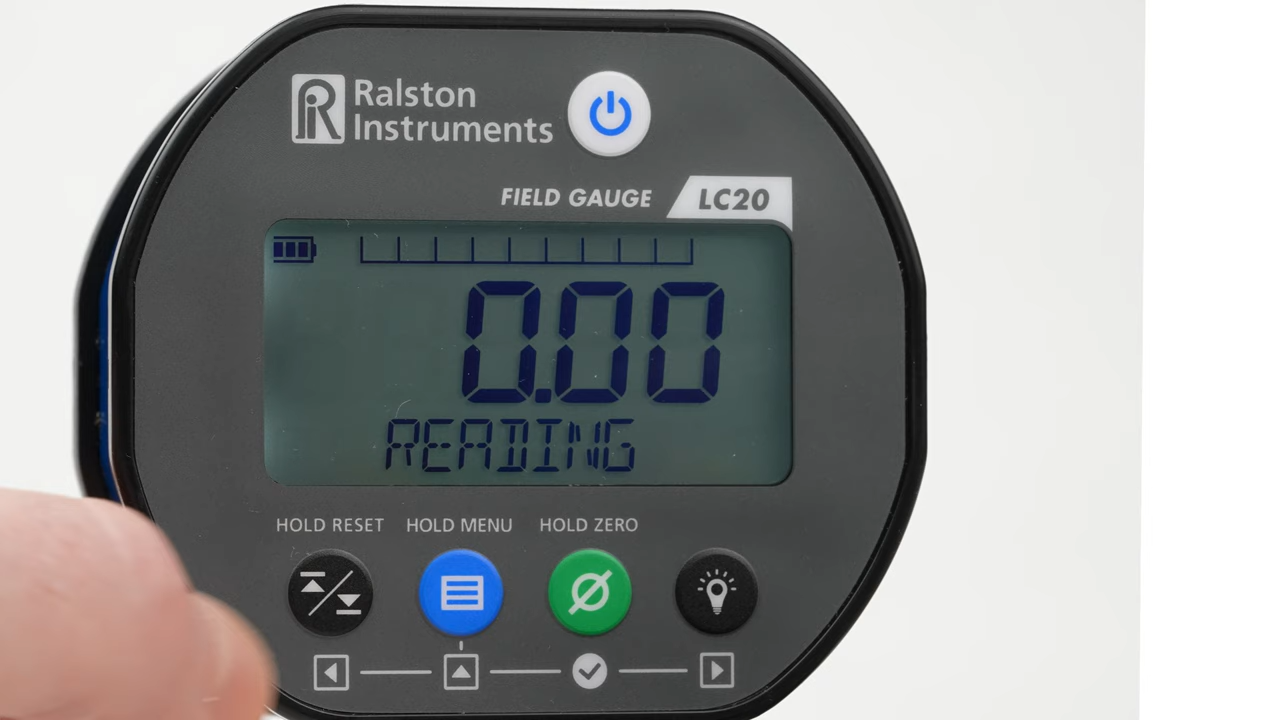 Ralston
Instruments
FIELD GAUGE LC20
0.00
READING
HOLD RESET HOLD MENU HOLD ZERO